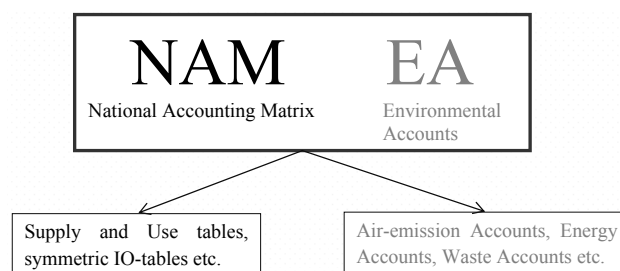 NAM EA
National Accounting Matrix
Environmental
Accounts
Supply and Use tables,
symmetric IO-tables etc.
Air-emission Accounts, Energy
Accounts, Waste Accounts etc.